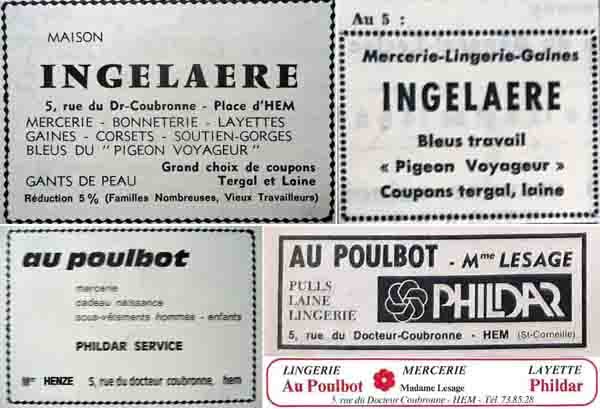 MAISON
INGELAERE
5, rue du Dr-Coubronne - Place d'HEM
MERCERIE - BONNETERIE - LAYETTES
GAINES - CORSETS - SOUTIEN-GORGES
BLEUS DU "PIGEON VOYAGEUR"
Grand choix de coupons
GANTS DE PEAU Tergal et Laine
Réduction 5 % (Familles Nombreuses, Vieux Travailleurs)
Au 5 :
Mercerie-Lingerie-Gaines
INGELAERE
Bleus travail
« Pigeon Voyageur »
Coupons tergal, laine
au poulbot
mercerie
cadeau naissance
sous-vêtements hommes - enfants
PHILDAR SERVICE
Mme HENZE 5, rue du docteur coubronne, hem
AU POULBOT - Mme LESAGE
PULLS
LAINE
LINGERIE
PHILDAR
5, rue du Docteur-Coubronne - HEM (St-Corneille)
LINGERIE MERCERIE LAYETTE
Au Poulbot Madame Lesage Phildar
5, rue du Docteur Coubronne - HEM - Tél. 73.85.28